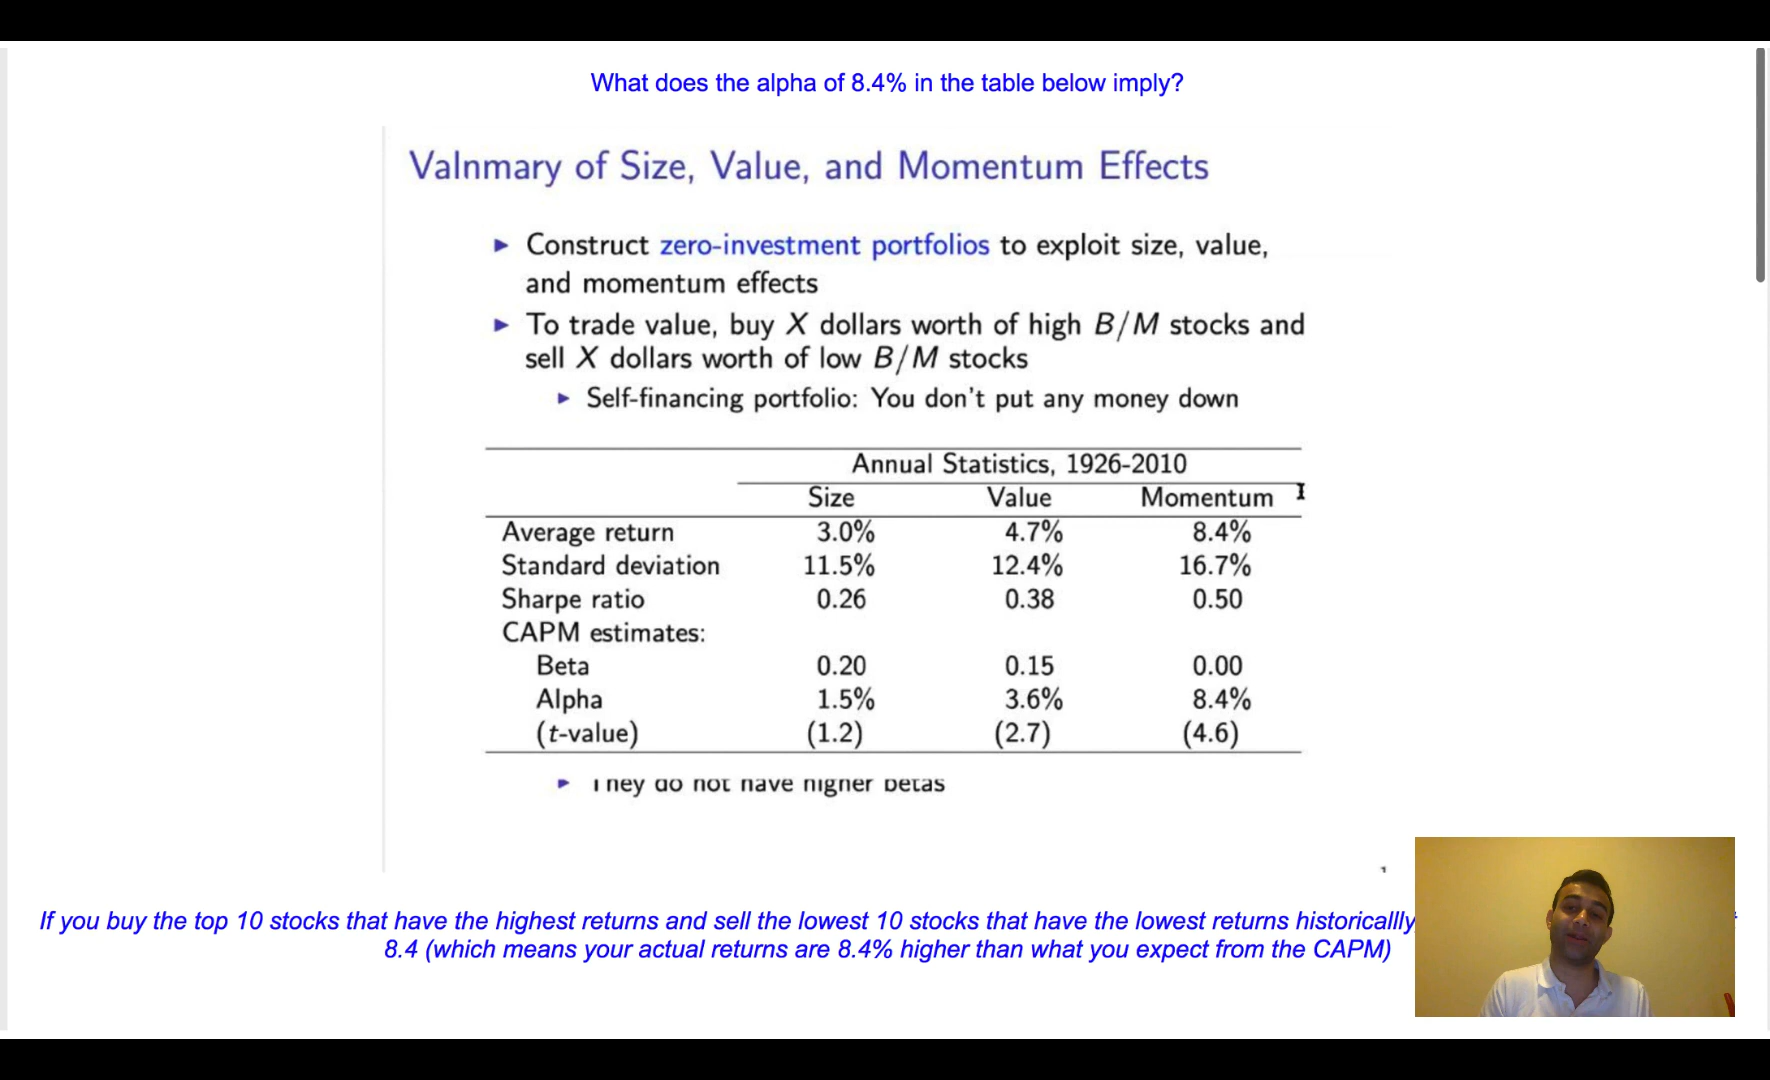 What does the alpha of 8.4% in the table below imply?
Valnmary of Size, Value, and Momentum Effects
Construct zero-investment portfolios to exploit size, value,
and momentum effects
To trade value, buy X dollars worth of high B/M stocks and
sell X dollars worth of low B/M stocks
Self-financing portfolio: You don't put any money down
Annual Statistics, 1926-2010
Size Value Momentum
Average return 3.0% 4.7% 8.4%
Standard deviation 11.5% 12.4% 16.7%
Sharpe ratio 0.26 0.38 0.50
CAPM estimates:
Beta 0.20 0.15 0.00
Alpha 1.5% 3.6% 8.4%
(t-value) (1.2) (2.7) (4.6)
They do not have higher betas
If you buy the top 10 stocks that have the highest returns and sell the lowest 10 stocks that have the lowest returns historicallly
8.4 (which means your actual returns are 8.4% higher than what you expect from the CAPM)